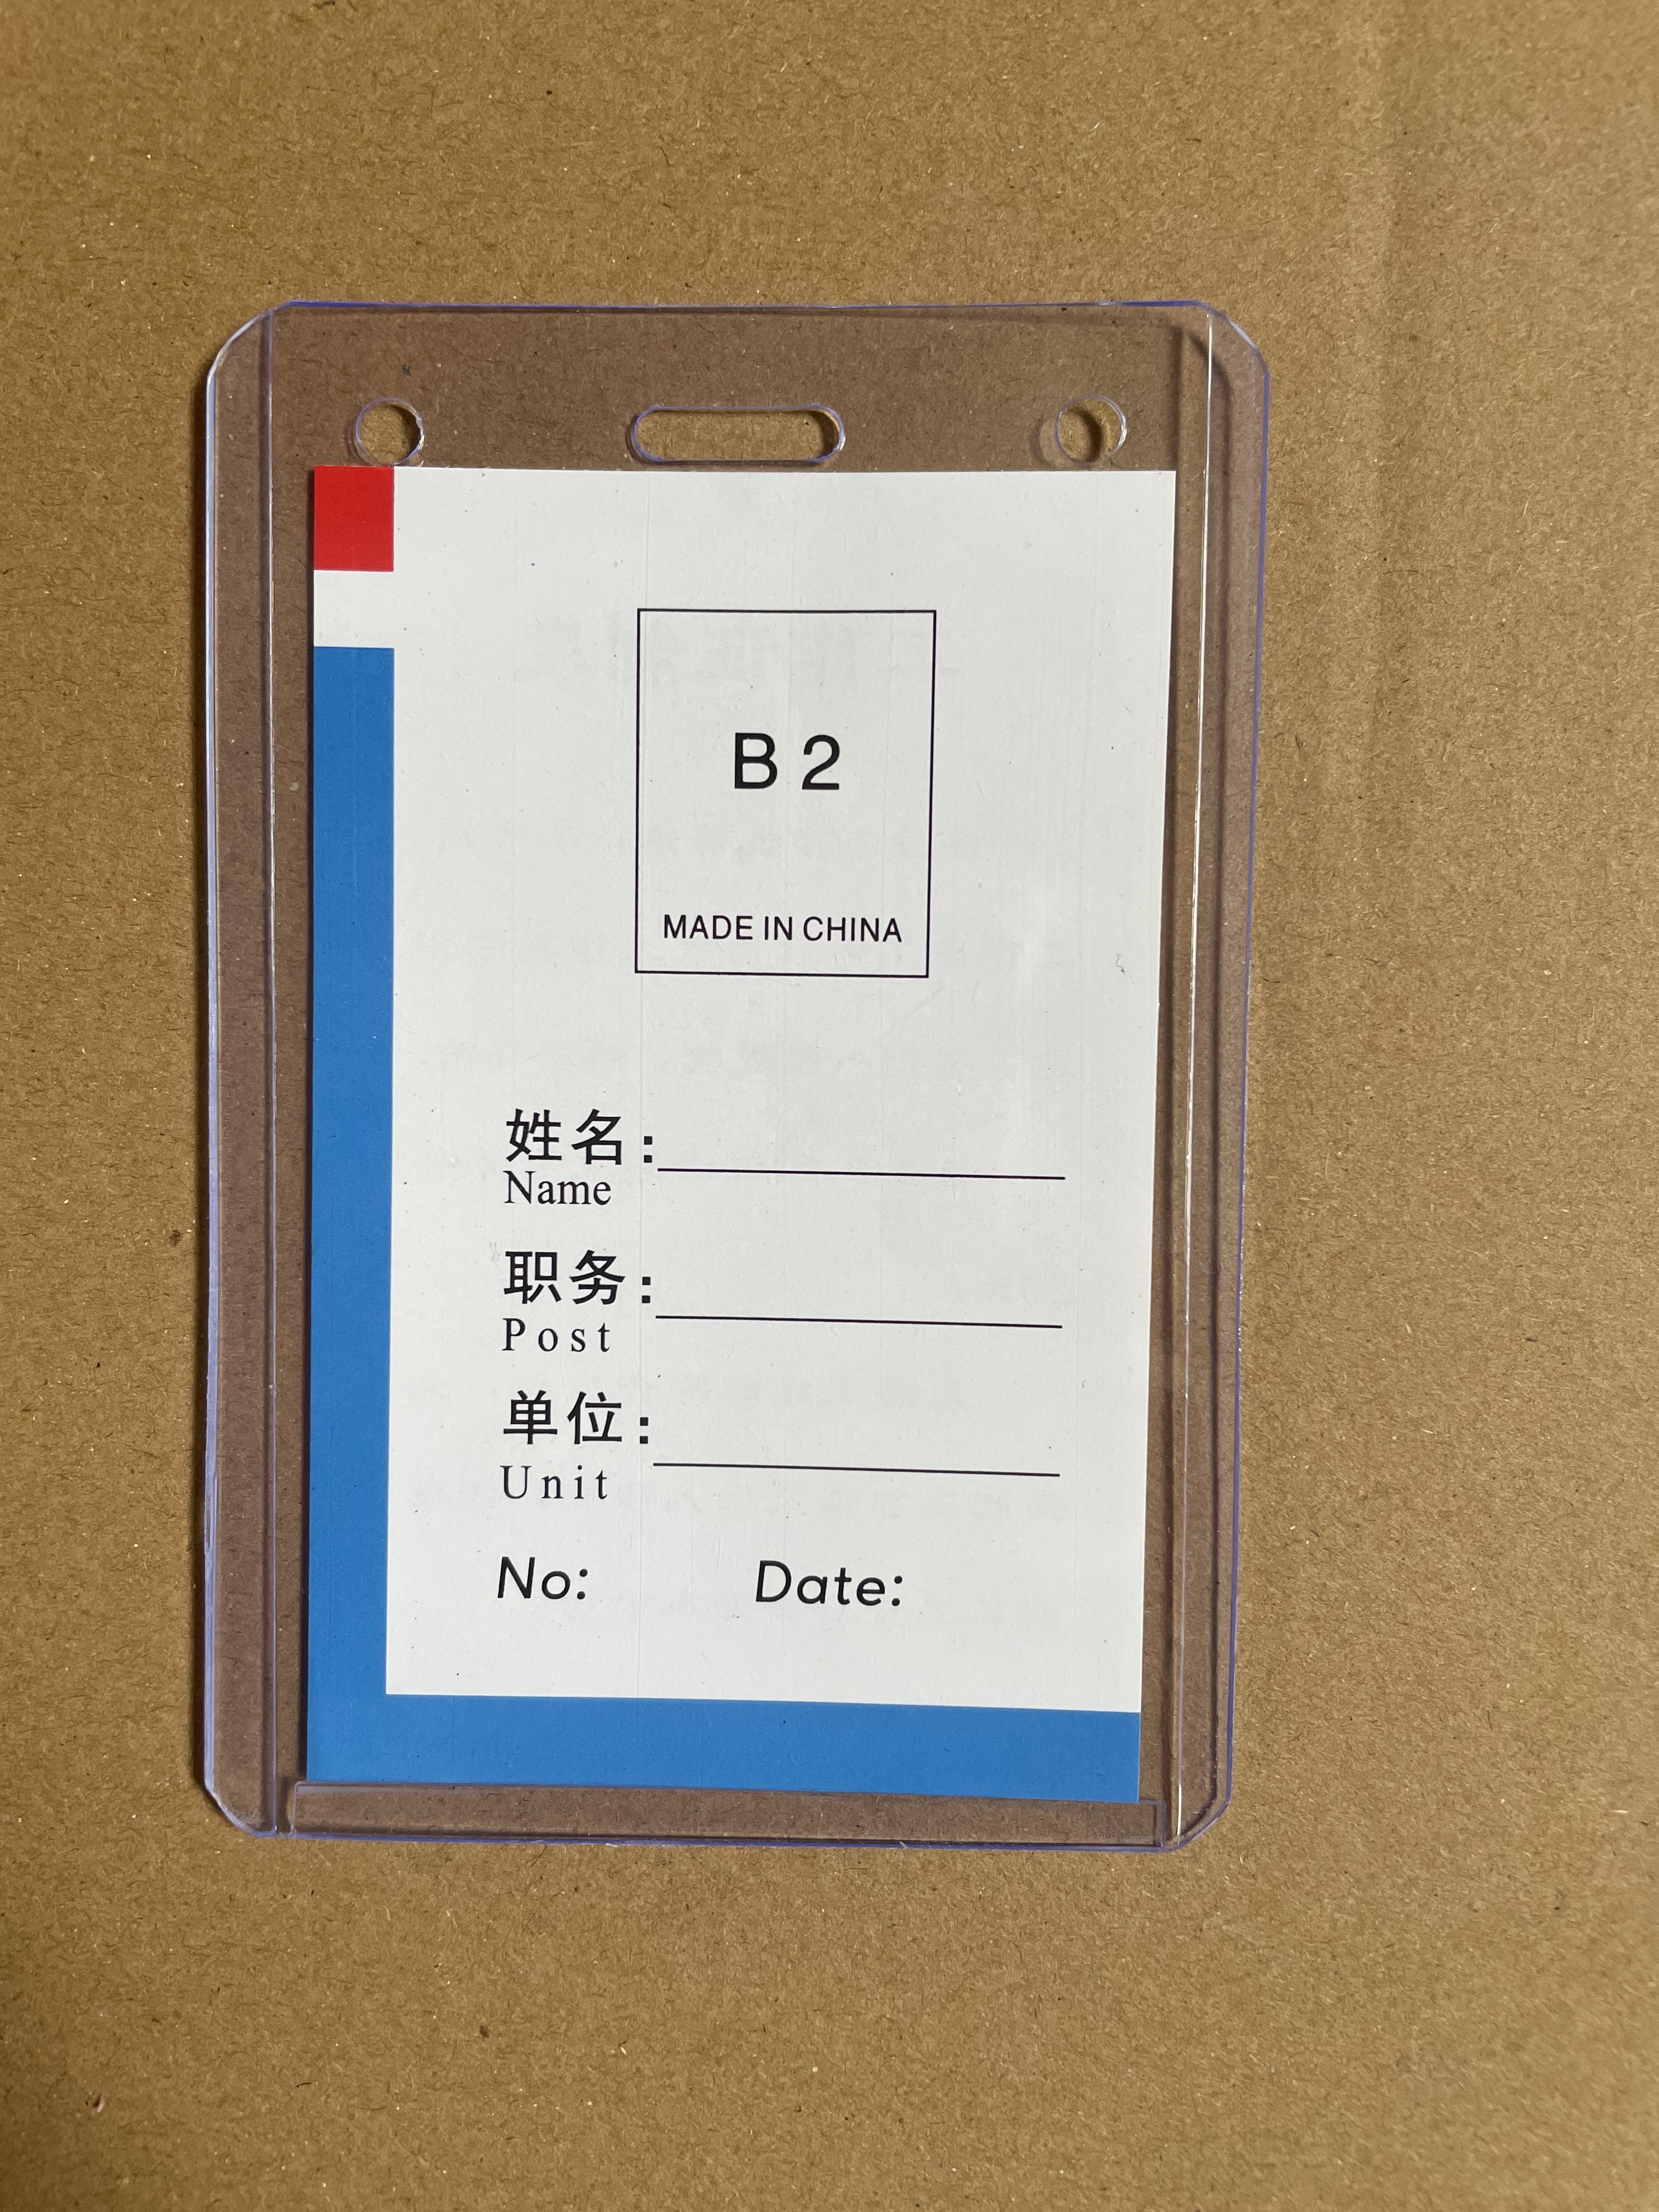 B 2
MADE IN CHINA
姓名:
Name
职务:
Post
单位:
Unit
No: Date: